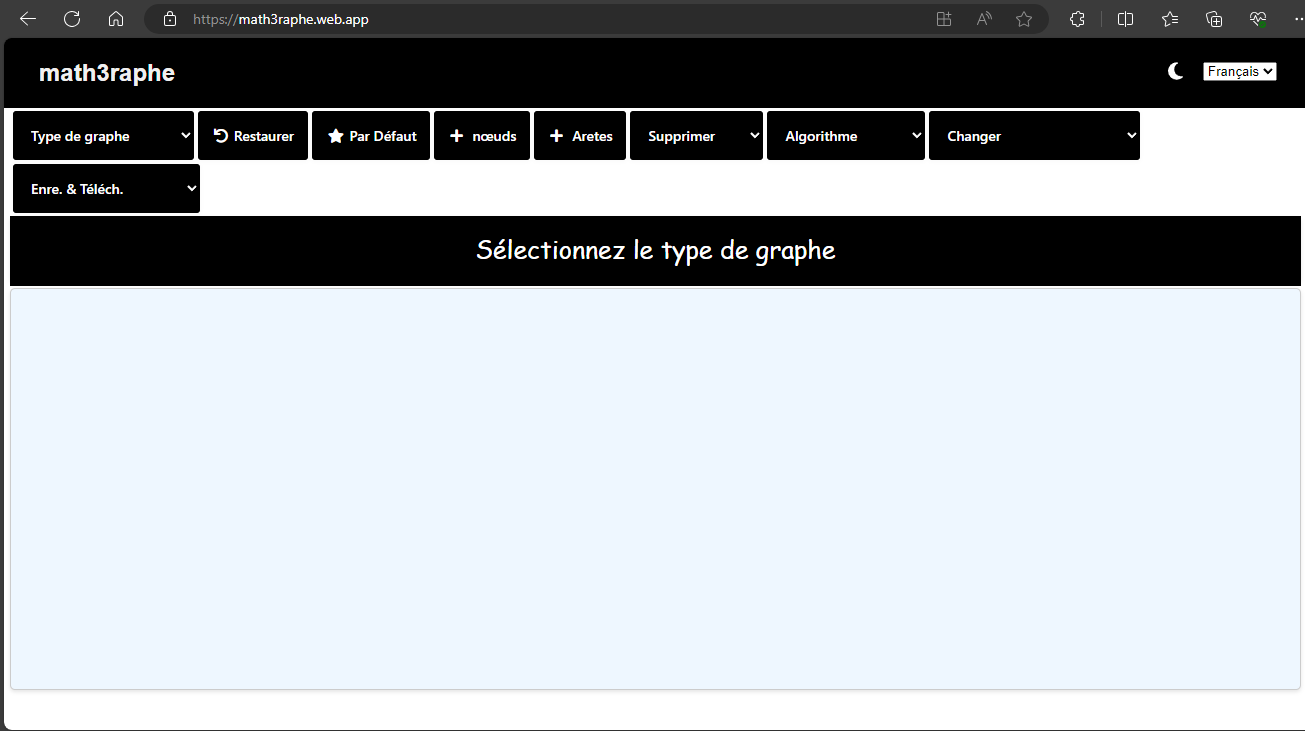 https://math3raphe.web.app
math3raphe
Français
Type de graphe Restaurer Par Défaut nœuds Aretes Supprimer Algorithme Changer
Enre. & Téléch.
Sélectionnez le type de graphe